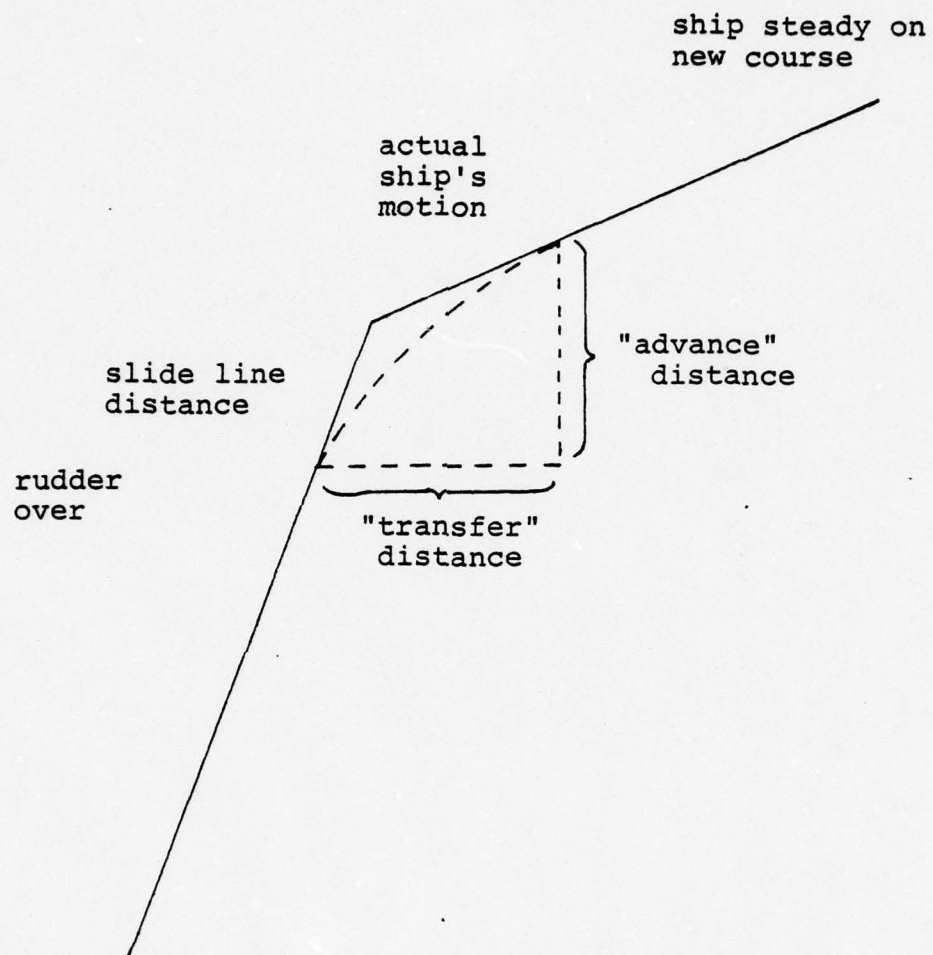 ship steady on
new course
actual
ship's
motion
"advance"
distance
slide line
distance
rudder
over
"transfer"
distance